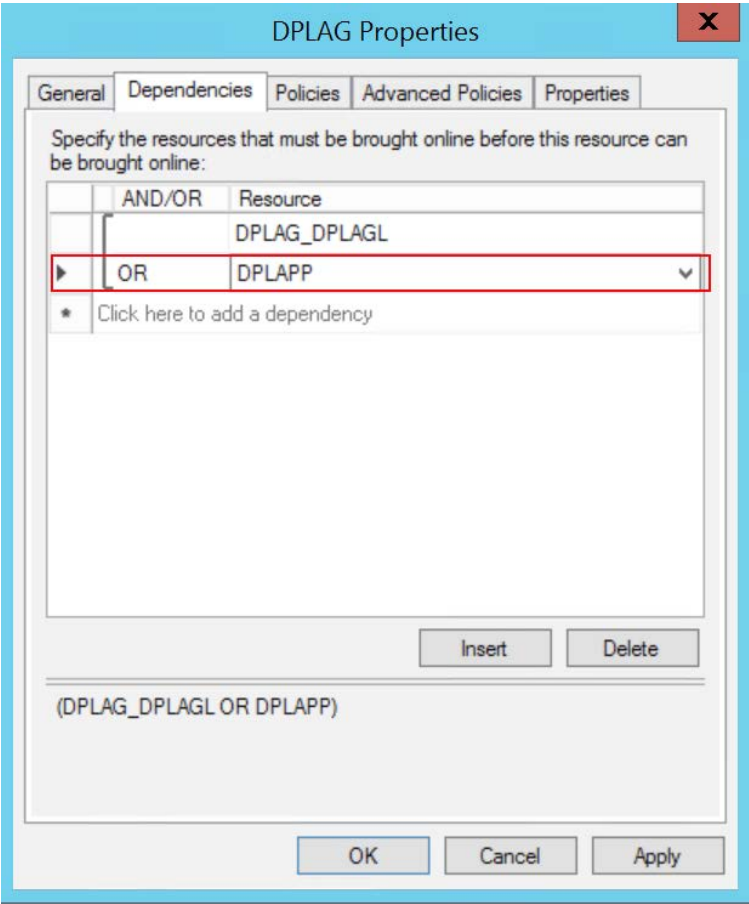 DPLAG Properties
X
General Dependencies Policies Advanced Policies Properties
Specify the resources that must be brought online before this resource can
be brought online:
AND/OR Resource
DPLAG_DPLAGL
OR DPLAPP
* Click here to add a dependency
Insert Delete
(DPLAG_DPLAGL OR DPLAPP)
OK Cancel Apply